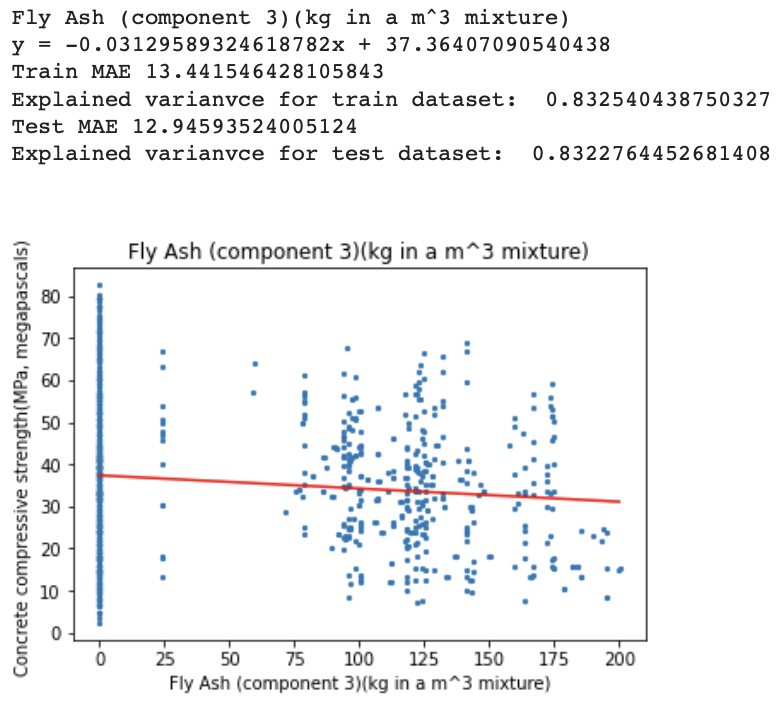 Fly Ash (component 3)(kg in a m^3 mixture)
y = -0.03129589324618782x + 37.36407090540438
Train MAE 13.441546428105843
Explained varianvce for train dataset:  0.832540438750327
Test MAE 12.94593524005124
Explained varianvce for test dataset:  0.8322764452681408
Fly Ash (component 3)(kg in a m^3 mixture)
Concrete compressive strength(MPa, megapascals)
80
70
60
50
40
30
20
10
0
0 25 50 75 100 125 150 175 200
Fly Ash (component 3)(kg in a m^3 mixture)